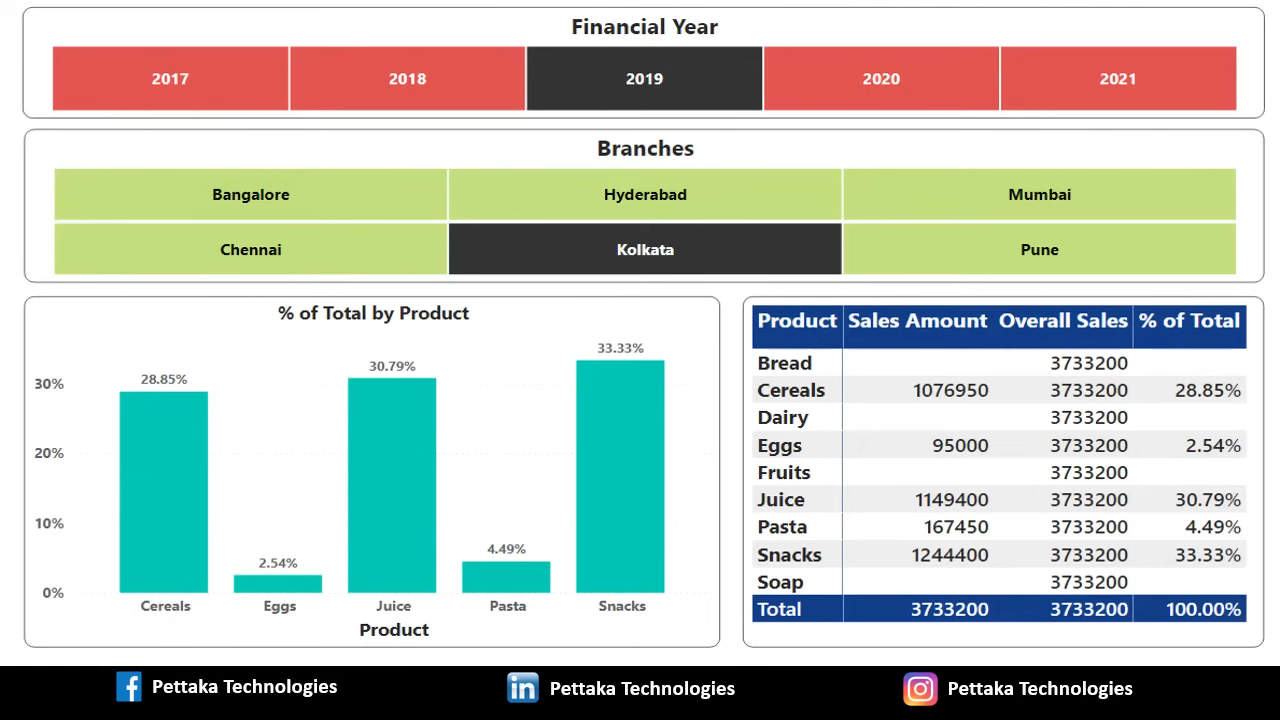 Financial Year
2017 2018 2019 2020 2021
Branches
Bangalore Hyderabad Mumbai
Chennai Kolkata Pune
% of Total by Product
33.33%
30.79%
28.85%
30%
20%
10%
4.49%
2.54%
0%
Cereals Eggs Juice Pasta Snacks
Product
Product Sales Amount Overall Sales % of Total
Bread 3733200
Cereals 1076950 3733200 28.85%
Dairy 3733200
Eggs 95000 3733200 2.54%
Fruits 3733200
Juice 1149400 3733200 30.79%
Pasta 167450 3733200 4.49%
Snacks 1244400 3733200 33.33%
Soap 3733200
Total 3733200 3733200 100.00%
Pettaka Technologies Pettaka Technologies Pettaka Technologies